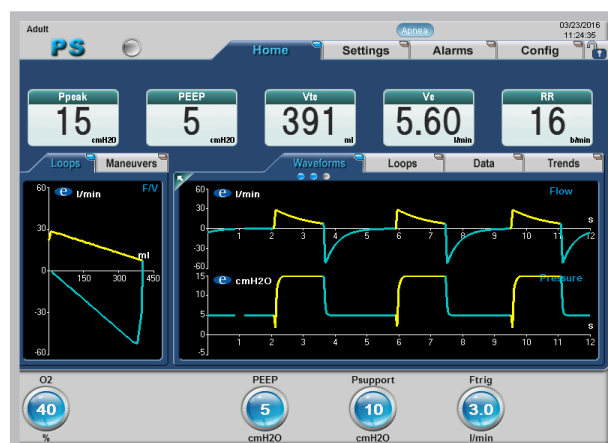 Adult
PS
Apnea
03/23/2016
11:24:35
Home
Settings
Alarms
Config
Ppeak
15
cmH2O
PEEP
5
cmH2O
Vte
391
ml
Ve
5.60
l/min
RR
16
b/min
Loops
Maneuvers
Waveforms
Loops
Data
Trends
60
e l/min
F/V
30
ml
0
150
300
450
-30
-60
60
e l/min
Flow
30
s
1 2 3 4 5 6 7 8 9 10 11 12
-30
-60
15
e cmH2O
Pressure
10
5
0
s
1 2 3 4 5 6 7 8 9 10 11 12
-5
O2
40
%
PEEP
5
cmH2O
Psupport
10
cmH2O
Ftrig
3.0
l/min